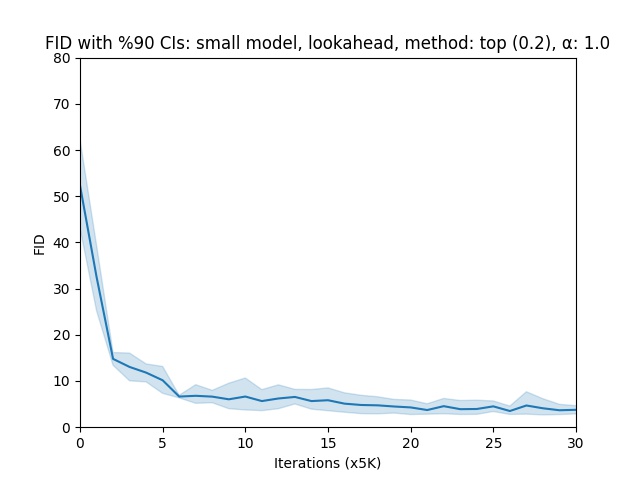 FID with %90 CIs: small model, lookahead, method: top (0.2), α: 1.0
80
70
60
50
40
30
20
10
0
FID
0 5 10 15 20 25 30
Iterations (x5K)